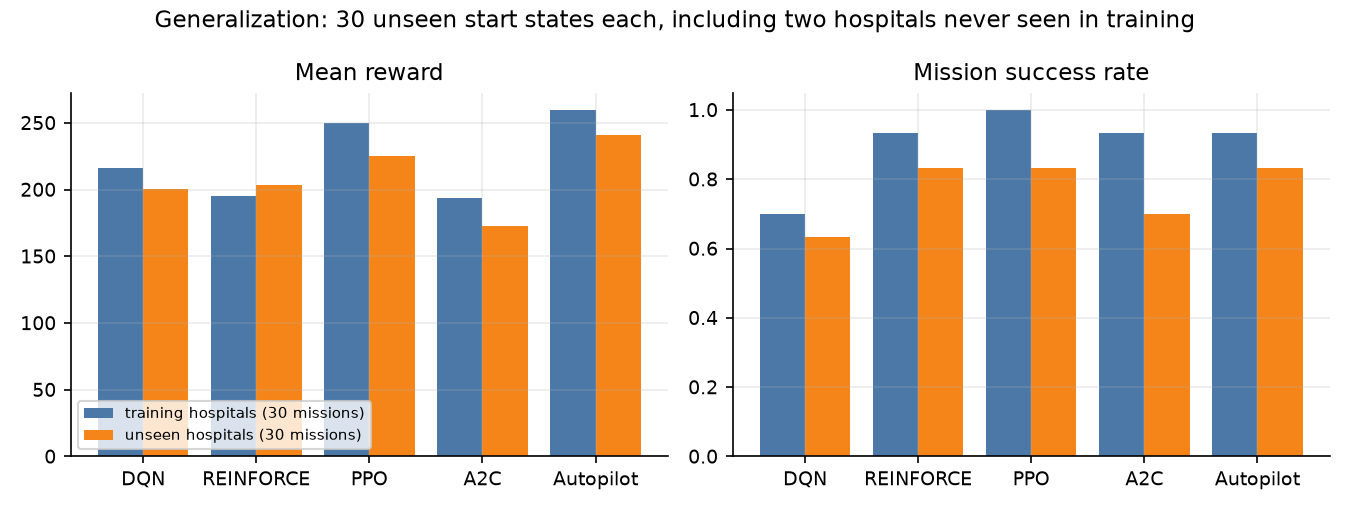 Generalization: 30 unseen start states each, including two hospitals never seen in training
Mean reward
250
200
150
100
50
0
training hospitals (30 missions)
unseen hospitals (30 missions)
DQN REINFORCE PPO A2C Autopilot
Mission success rate
1.0
0.8
0.6
0.4
0.2
0.0
DQN REINFORCE PPO A2C Autopilot